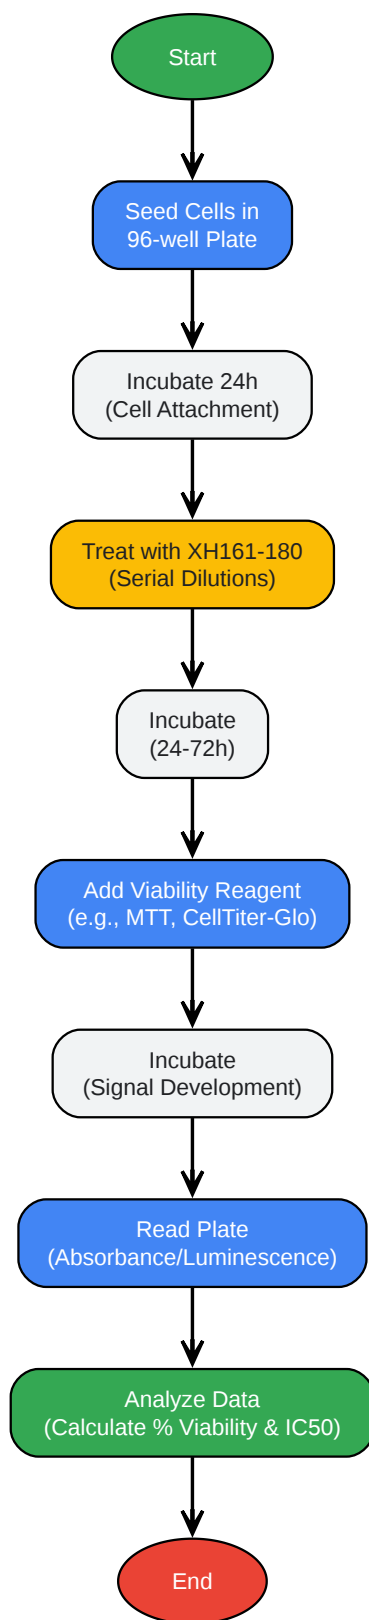 Start
Seed Cells in
96-well Plate
Incubate 24h
(Cell Attachment)
Treat with XH161-180
(Serial Dilutions)
Incubate
(24-72h)
Add Viability Reagent
(e.g., MTT, CellTiter-Glo)
Incubate
(Signal Development)
Read Plate
(Absorbance/Luminescence)
Analyze Data
(Calculate % Viability & IC50)
End